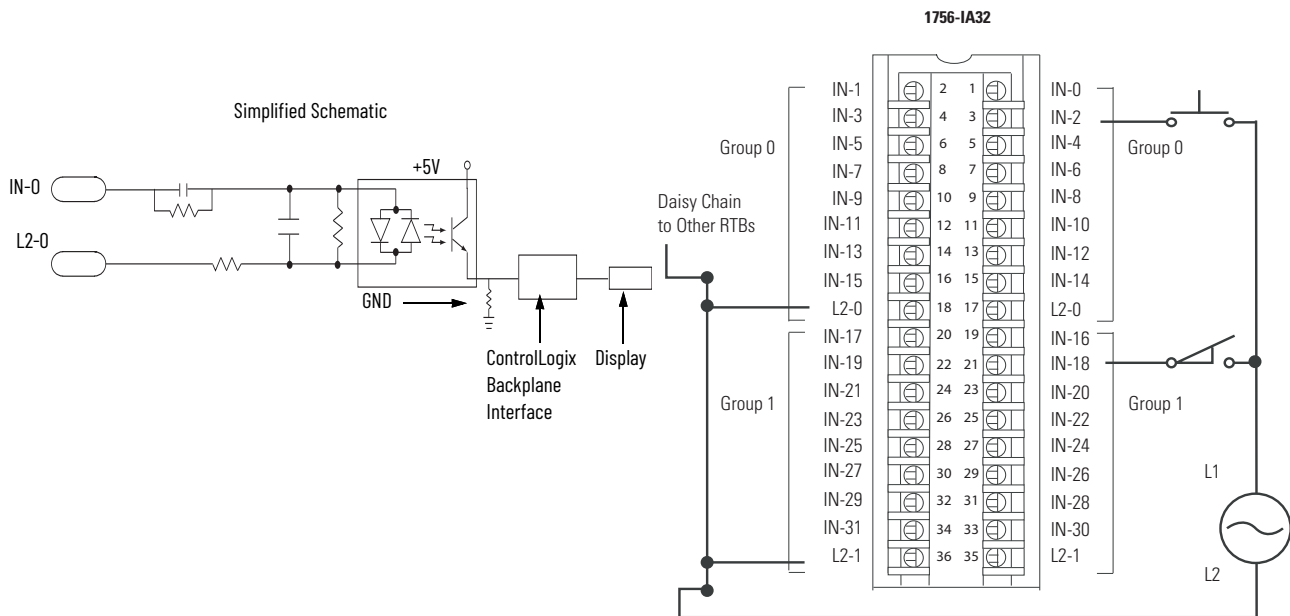 1756-IA32
Simplified Schematic
+5V
IN-0
L2-0
GND
ControlLogix
Backplane
Interface
Display
Daisy Chain
to Other RTBs
Group 0
Group 1
IN-1 2 1 IN-0
IN-3 4 3 IN-2
IN-5 6 5 IN-4
IN-7 8 7 IN-6
IN-9 10 9 IN-8
IN-11 12 11 IN-10
IN-13 14 13 IN-12
IN-15 16 15 IN-14
L2-0 18 17 L2-0
IN-17 20 19 IN-16
IN-19 22 21 IN-18
IN-21 24 23 IN-20
IN-23 26 25 IN-22
IN-25 28 27 IN-24
IN-27 30 29 IN-26
IN-29 32 31 IN-28
IN-31 34 33 IN-30
L2-1 36 35 L2-1
Group 0
Group 1
L1
L2